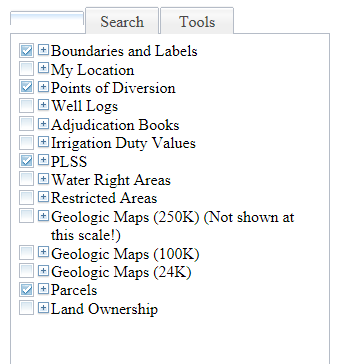 Search Tools
Boundaries and Labels
My Location
Points of Diversion
Well Logs
Adjudication Books
Irrigation Duty Values
PLSS
Water Right Areas
Restricted Areas
Geologic Maps (250K) (Not shown at
this scale!)
Geologic Maps (100K)
Geologic Maps (24K)
Parcels
Land Ownership